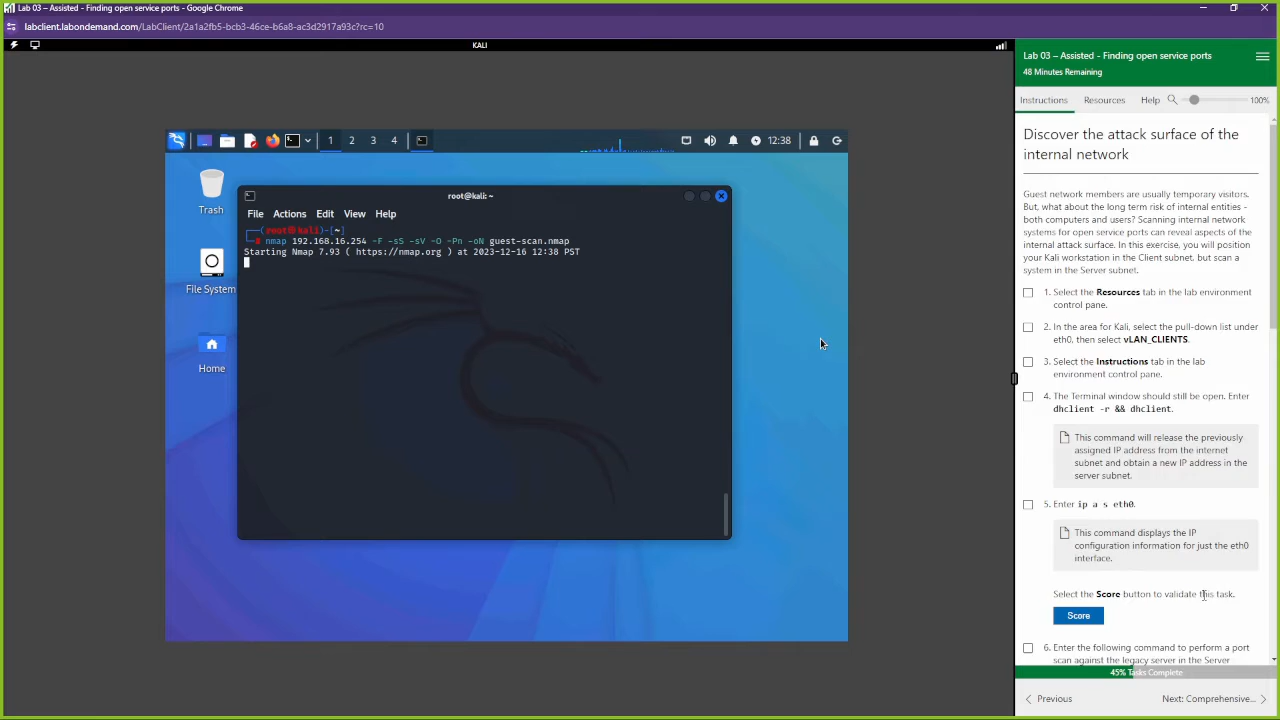 Lab 03 – Assisted - Finding open service ports - Google Chrome
labclient.labondemand.com/LabClient/2a1a2fb5-bcb3-46ce-b6a8-ac3d2917a93c?rc=10
KALI
1 2 3 4
12:38
Trash
File System
Home
root@kali: ~
File Actions Edit View Help
(root㉿kali)-[~]
# nmap 192.168.16.254 -F -sS -sV -O -Pn -oN guest-scan.nmap
Starting Nmap 7.93 ( https://nmap.org ) at 2023-12-16 12:38 PST
Lab 03 – Assisted - Finding open service ports
48 Minutes Remaining
Instructions Resources Help 100%
Discover the attack surface of the
internal network
Guest network members are usually temporary visitors.
But, what about the long term risk of internal entities -
both computers and users? Scanning internal network
systems for open service ports can reveal aspects of the
internal attack surface. In this exercise, you will position
your Kali workstation in the Client subnet, but scan a
system in the Server subnet.
1. Select the Resources tab in the lab environment
control pane.
2. In the area for Kali, select the pull-down list under
eth0, then select vLAN_CLIENTS.
3. Select the Instructions tab in the lab
environment control pane.
4. The Terminal window should still be open. Enter
dhclient -r && dhclient.
This command will release the previously
assigned IP address from the internet
subnet and obtain a new IP address in the
server subnet.
5. Enter ip a s eth0.
This command displays the IP
configuration information for just the eth0
interface.
Select the Score button to validate this task.
Score
6. Enter the following command to perform a port
scan against the legacy server in the Server
45% Tasks Complete
Previous Next: Comprehensive...